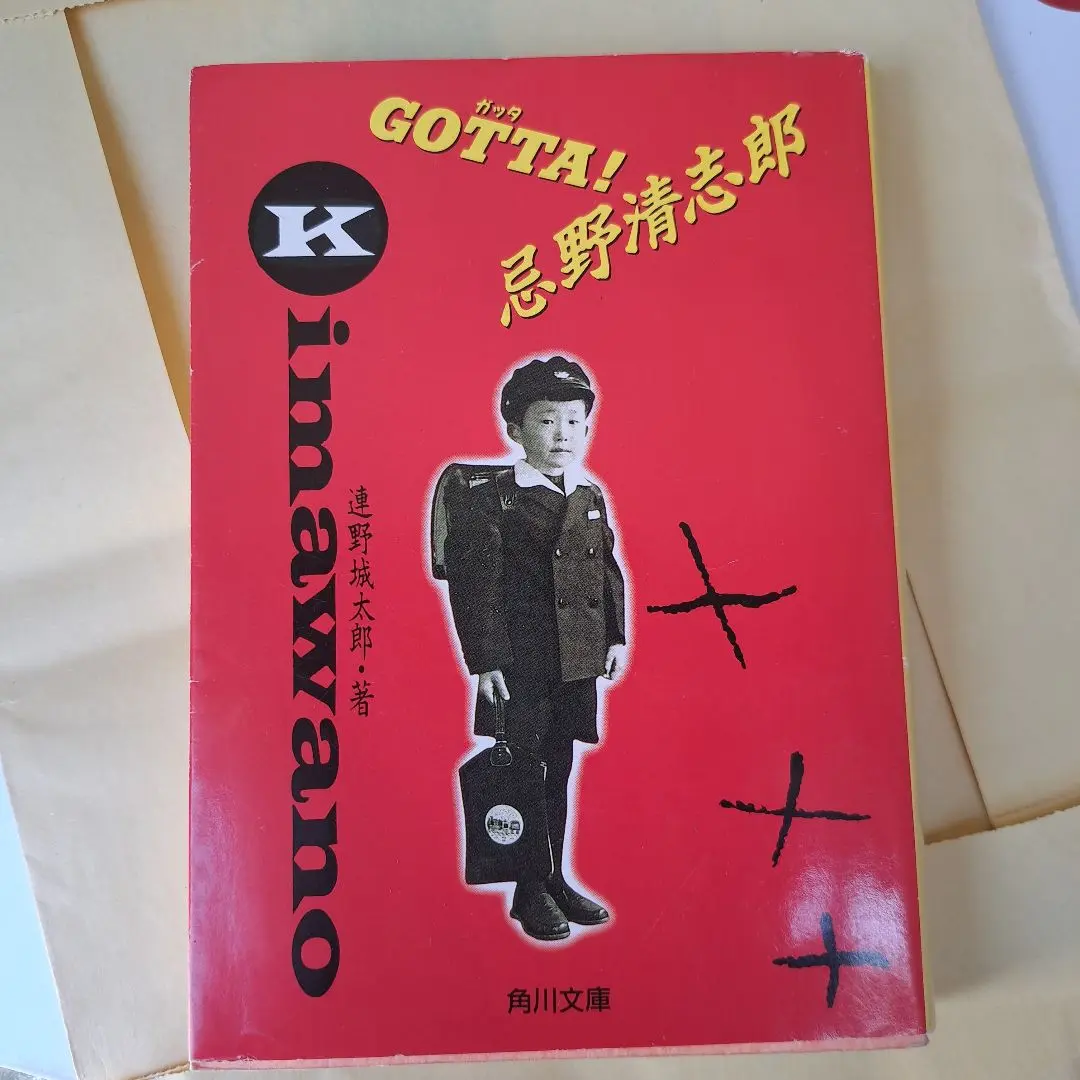 ガッタ
GOTTA!
忌野清志郎
K
imawano
連野城太郎・著
角川文庫